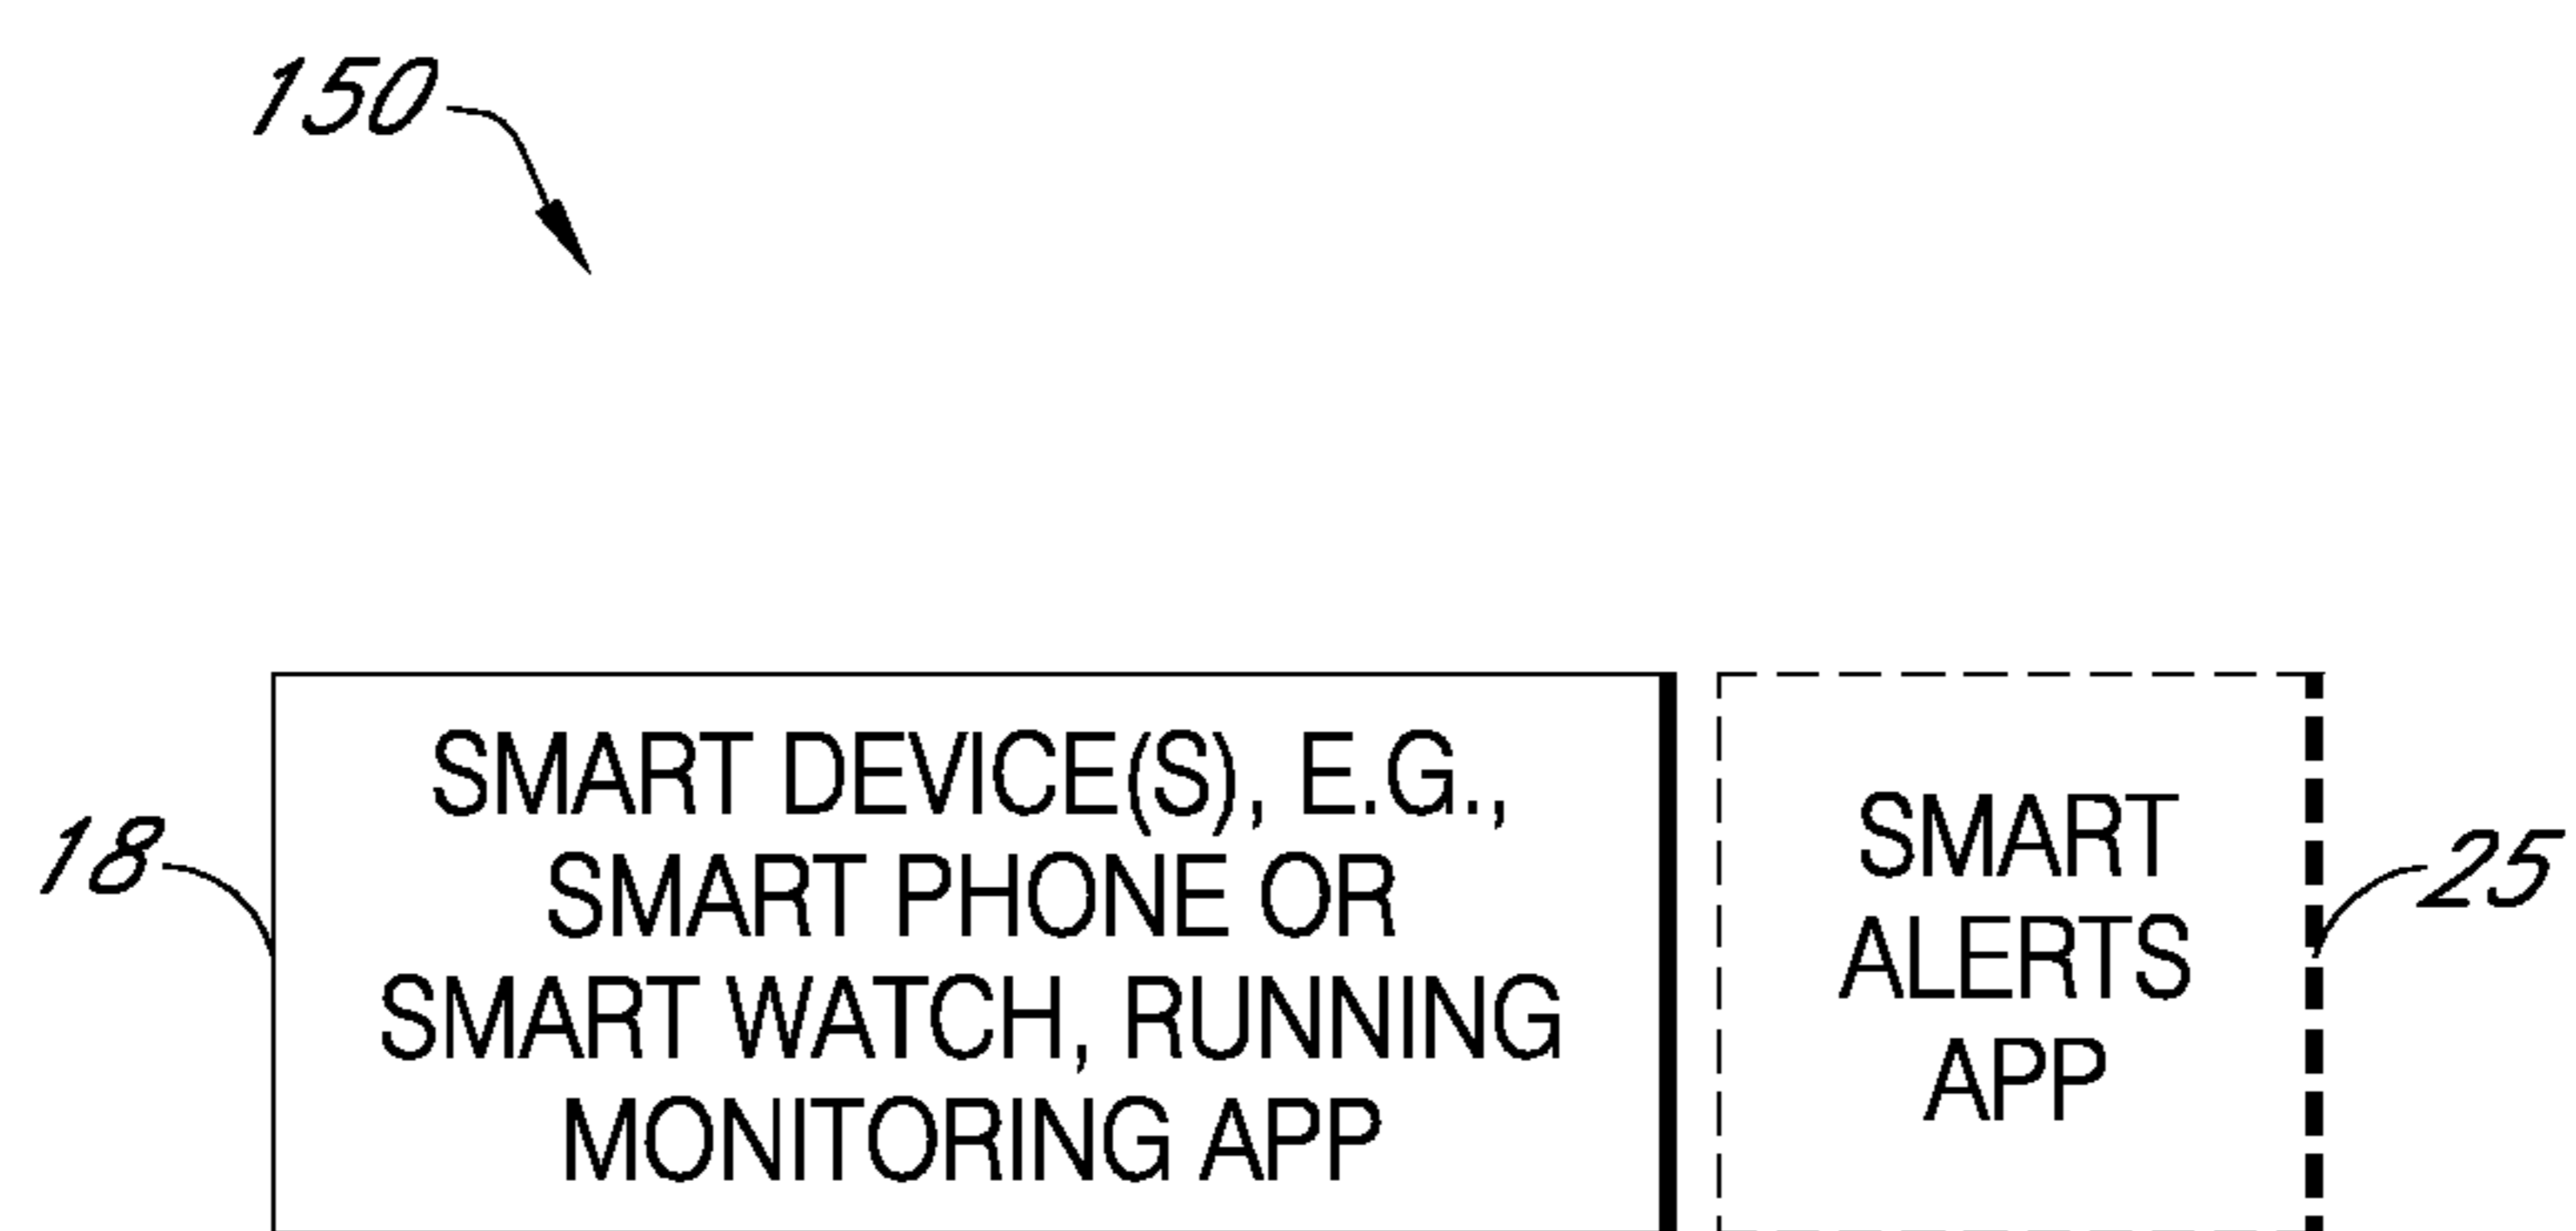 150
SMART DEVICE(S), E.G.,
SMART PHONE OR
SMART WATCH, RUNNING
MONITORING APP
18
SMART
ALERTS
APP
25